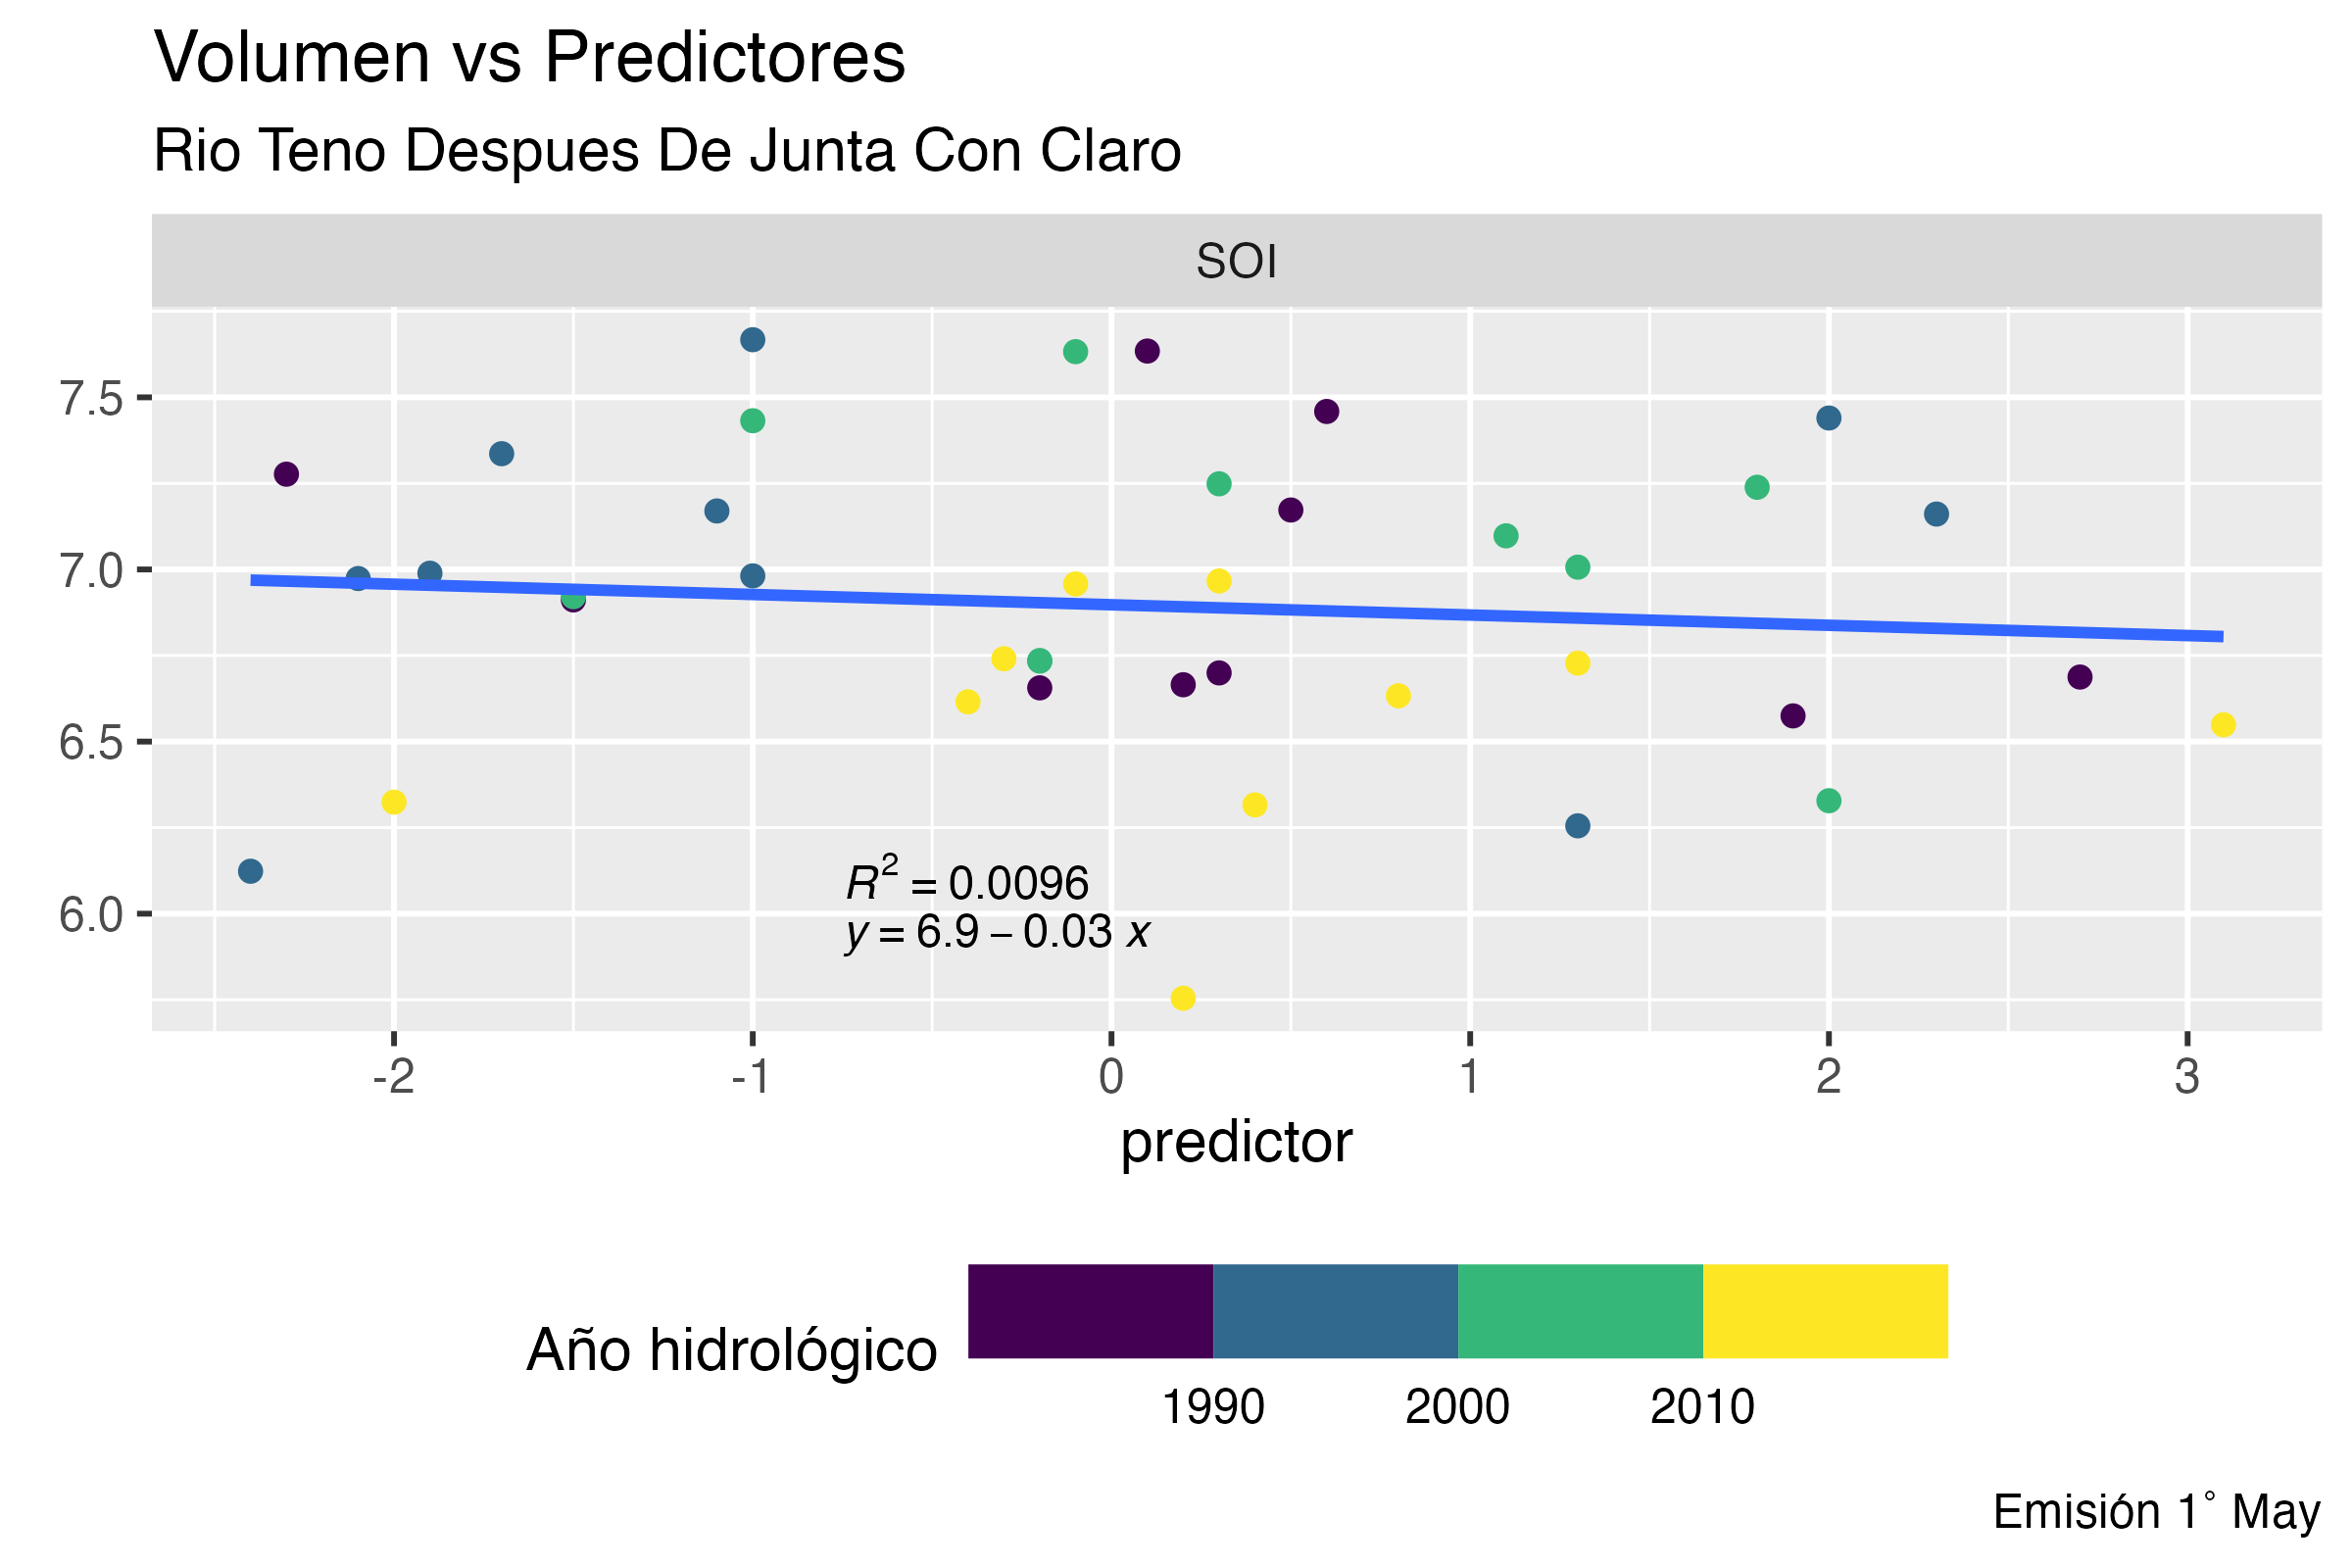 Volumen vs Predictores
Rio Teno Despues De Junta Con Claro
SOI
7.5
7.0
6.5
6.0
R² = 0.0096
y = 6.9 – 0.03 x
-2 -1 0 1 2 3
predictor
Año hidrológico
1990 2000 2010
Emisión 1° May